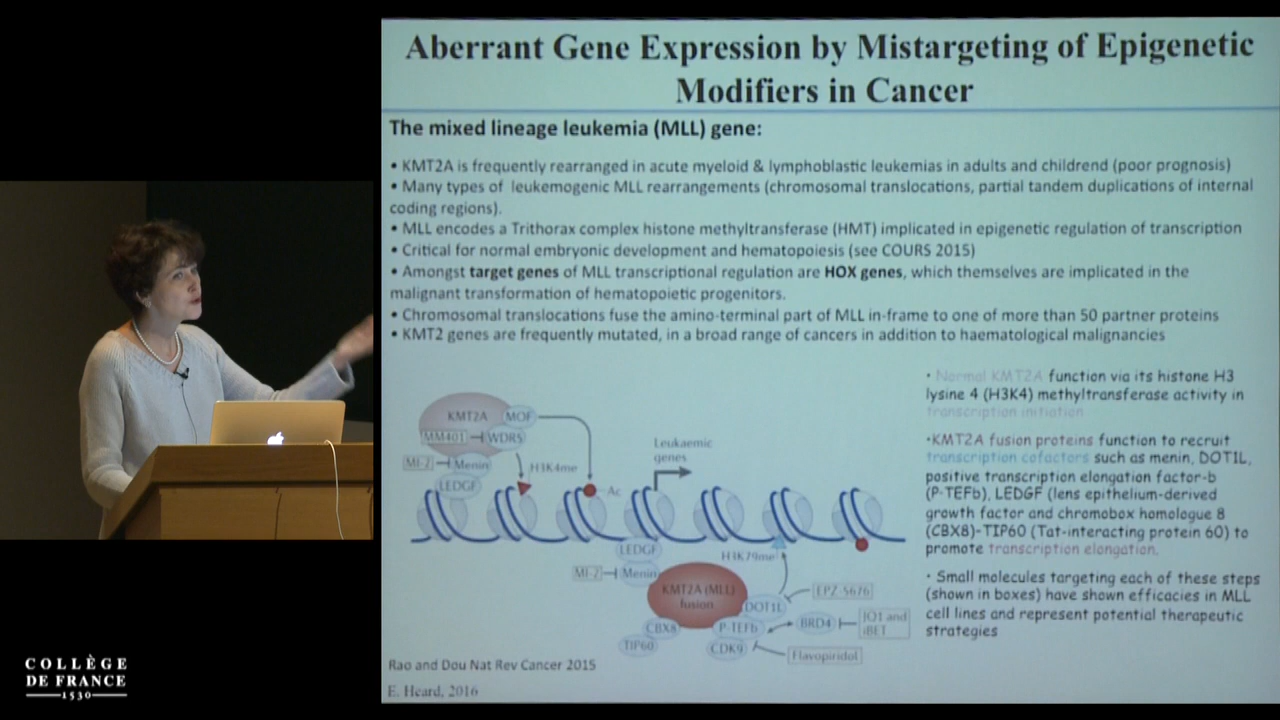 Aberrant Gene Expression by Mistargeting of Epigenetic
Modifiers in Cancer
The mixed lineage leukemia (MLL) gene:
• KMT2A is frequently rearranged in acute myeloid & lymphoblastic leukemias in adults and childrend (poor prognosis)
• Many types of leukemogenic MLL rearrangements (chromosomal translocations, partial tandem duplications of internal
coding regions).
• MLL encodes a Trithorax complex histone methyltransferase (HMT) implicated in epigenetic regulation of transcription
• Critical for normal embryonic development and hematopoiesis (see COURS 2015)
• Amongst target genes of MLL transcriptional regulation are HOX genes, which themselves are implicated in the
malignant transformation of hematopoietic progenitors.
• Chromosomal translocations fuse the amino-terminal part of MLL in-frame to one of more than 50 partner proteins
• KMT2 genes are frequently mutated, in a broad range of cancers in addition to haematological malignancies
• Normal KMT2A function via its histone H3
lysine 4 (H3K4) methyltransferase activity in
transcription initiation
•KMT2A fusion proteins function to recruit
transcription cofactors such as menin, DOT1L,
positive transcription elongation factor-b
(P-TEFb), LEDGF (lens epithelium-derived
growth factor and chromobox homologue 8
(CBX8)-TIP60 (Tat-interacting protein 60) to
promote transcription elongation.
• Small molecules targeting each of these steps
(shown in boxes) have shown efficacies in MLL
cell lines and represent potential therapeutic
strategies
KMT2A
MOF
MM401
WDR5
MI-2
Menin
LEDGF
H3K4me
Ac
Leukaemic
genes
LEDGF
H3K79me
MI-2
Menin
KMT2A (MLL)
fusion
DOT1L
EPZ-5676
CBX8
P-TEFb
BRD4
JQ1 and
iBET
TIP60
CDK9
Flavopiridol
Rao and Dou Nat Rev Cancer 2015
E. Heard, 2016
COLLÈGE
DE FRANCE
1530